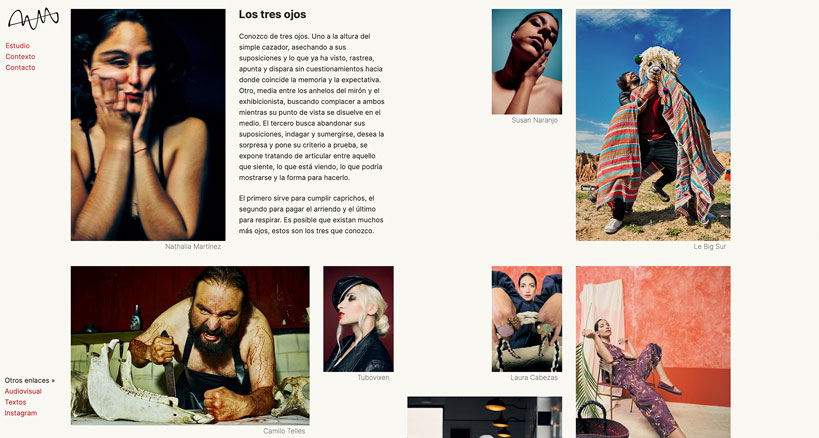 Estudio
Contexto
Contacto
Los tres ojos
Conozco de tres ojos. Uno a la altura del
simple cazador, asechando a sus
suposiciones y lo que ya ha visto, rastrea,
apunta y dispara sin cuestionamientos hacia
donde coincide la memoria y la expectativa.
Otro, media entre los anhelos del mirón y el
exhibicionista, buscando complacer a ambos
mientras su punto de vista se disuelve en el
medio. El tercero busca abandonar sus
suposiciones, indagar y sumergirse, desea la
sorpresa y pone su criterio a prueba, se
expone tratando de articular entre aquello
que siente, lo que está viendo, lo que podría
mostrarse y la forma para hacerlo.
El primero sirve para cumplir caprichos, el
segundo para pagar el arriendo y el último
para respirar. Es posible que existan muchos
más ojos, estos son los tres que conozco.
Nathalia Martínez
Susan Naranjo
Le Big Sur
Camilo Telles
Tubovixen
Laura Cabezas
Otros enlaces »
Audiovisual
Textos
Instagram